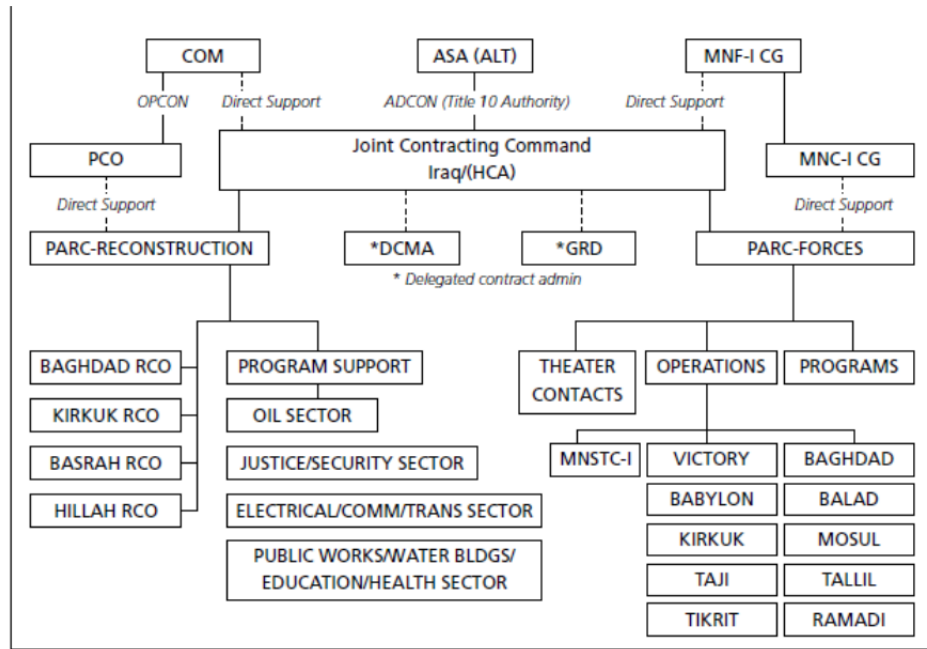 COM
ASA (ALT)
MNF-I CG
OPCON
Direct Support
ADCON (Title 10 Authority)
Direct Support
Joint Contracting Command
Iraq/(HCA)
PCO
MNC-I CG
Direct Support
Direct Support
PARC-RECONSTRUCTION
*DCMA
*GRD
PARC-FORCES
* Delegated contract admin
BAGHDAD RCO
KIRKUK RCO
BASRAH RCO
HILLAH RCO
PROGRAM SUPPORT
OIL SECTOR
JUSTICE/SECURITY SECTOR
ELECTRICAL/COMM/TRANS SECTOR
PUBLIC WORKS/WATER BLDGS/
EDUCATION/HEALTH SECTOR
THEATER
CONTACTS
OPERATIONS
PROGRAMS
MNSTC-I
VICTORY
BABYLON
KIRKUK
TAJI
TIKRIT
BAGHDAD
BALAD
MOSUL
TALLIL
RAMADI